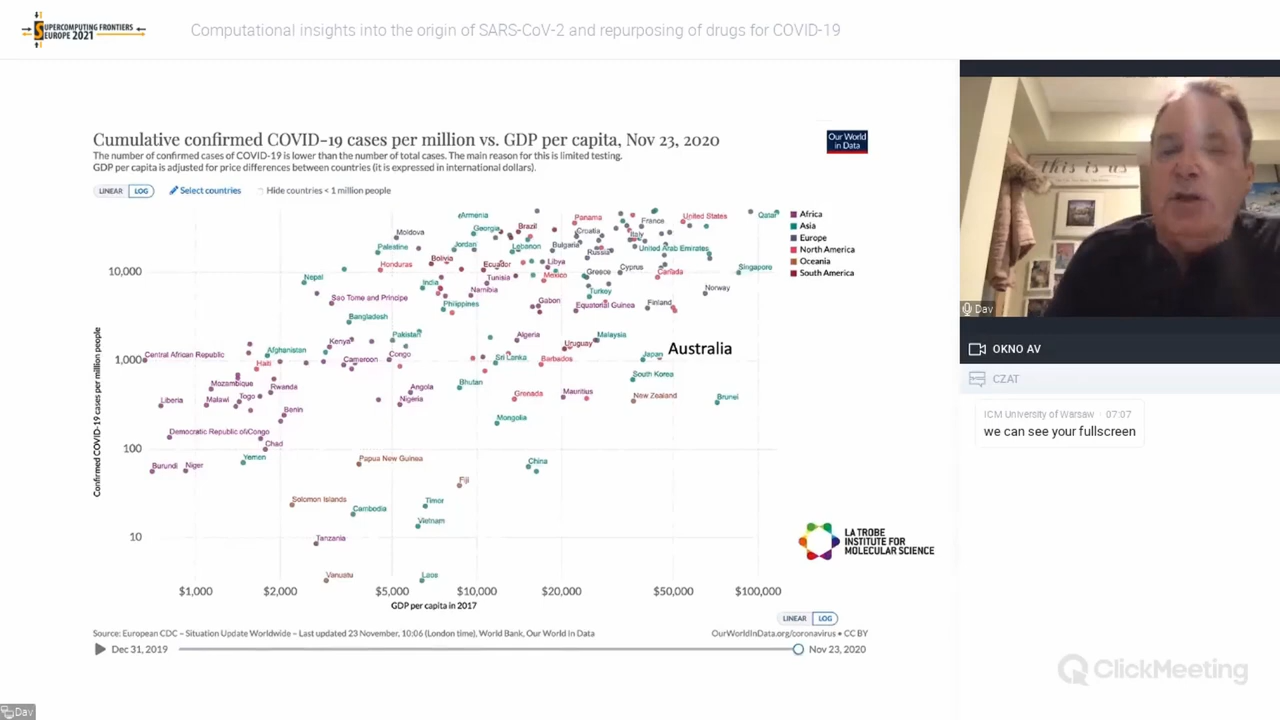 SUPERCOMPUTING FRONTIERS
EUROPE 2021
Computational insights into the origin of SARS-CoV-2 and repurposing of drugs for COVID-19
Cumulative confirmed COVID-19 cases per million vs. GDP per capita, Nov 23, 2020
The number of confirmed cases of COVID-19 is lower than the number of total cases. The main reason for this is limited testing.
GDP per capita is adjusted for price differences between countries (it is expressed in international dollars).
Our World
in Data
LINEAR LOG Select countries Hide countries < 1 million people
Armenia Panama United States Qatar
Georgia Brazil France
Moldova Croatia Italy
Palestine Jordan Lebanon Bulgaria Russia United Arab Emirates
Honduras Bolivia Ecuador Libya
10,000 Nepal India Tunisia Mexico Greece Cyprus Canada Singapore
Sao Tome and Principe Namibia Turkey Norway
Philippines Gabon Equatorial Guinea Finland
Bangladesh
Pakistan Algeria Malaysia
Kenya Uruguay
1,000 Central African Republic Afghanistan Congo Japan Australia
Haiti Cameroon Sri Lanka Barbados
South Korea
Mozambique Rwanda Angola Bhutan
Liberia Malawi Togo Nigeria Grenada Mauritius New Zealand Brunei
Benin
Mongolia
Democratic Republic of Congo
100 Chad
Yemen Papua New Guinea China
Burundi Niger
Fiji
Solomon Islands Timor
Cambodia
Vietnam
10 Tanzania
Vanuatu Laos
Confirmed COVID-19 cases per million people
$1,000 $2,000 $5,000 $10,000 $20,000 $50,000 $100,000
GDP per capita in 2017
LINEAR LOG
Africa
Asia
Europe
North America
Oceania
South America
LA TROBE
INSTITUTE FOR
MOLECULAR SCIENCE
Source: European CDC – Situation Update Worldwide – Last updated 23 November, 10:06 (London time), World Bank, Our World In Data
OurWorldInData.org/coronavirus • CC BY
Dec 31, 2019 Nov 23, 2020
this is us
Dav
OKNO AV
CZAT
ICM University of Warsaw · 07:07
we can see your fullscreen
ClickMeeting
Dav